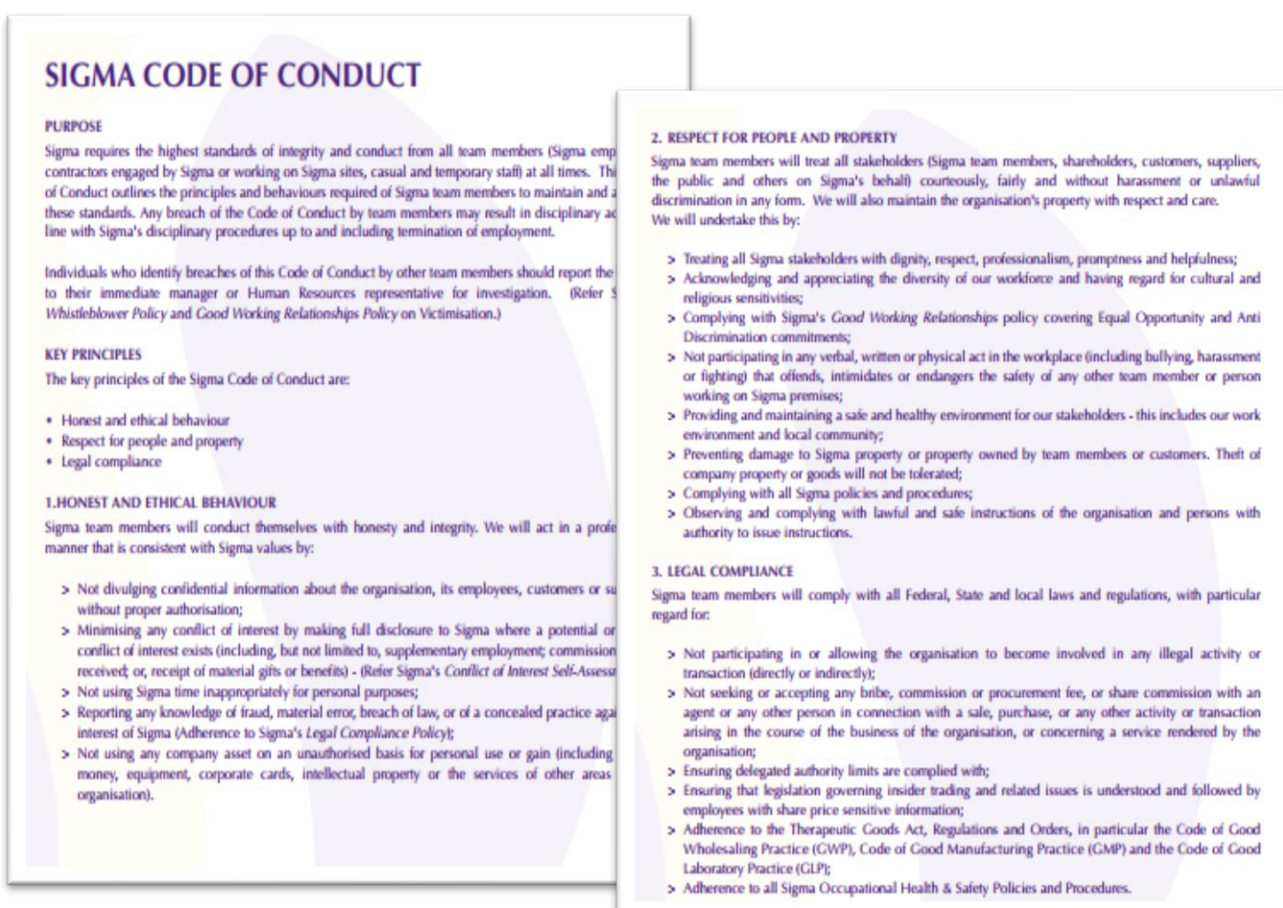 SIGMA CODE OF CONDUCT
PURPOSE
Sigma requires the highest standards of integrity and conduct from all team members (Sigma emp
contractors engaged by Sigma or working on Sigma sites, casual and temporary staff) at all times. Thi
of Conduct outlines the principles and behaviours required of Sigma team members to maintain and a
these standards. Any breach of the Code of Conduct by team members may result in disciplinary ac
line with Sigma's disciplinary procedures up to and including termination of employment.
Individuals who identify breaches of this Code of Conduct by other team members should report the
to their immediate manager or Human Resources representative for investigation. (Refer S
Whistleblower Policy and Good Working Relationships Policy on Victimisation.)
KEY PRINCIPLES
The key principles of the Sigma Code of Conduct are:
• Honest and ethical behaviour
• Respect for people and property
• Legal compliance
1.HONEST AND ETHICAL BEHAVIOUR
Sigma team members will conduct themselves with honesty and integrity. We will act in a profe
manner that is consistent with Sigma values by:
> Not divulging confidential information about the organisation, its employees, customers or su
without proper authorisation;
> Minimising any conflict of interest by making full disclosure to Sigma where a potential or
conflict of interest exists (including, but not limited to, supplementary employment; commission
received; or, receipt of material gifts or benefits) - (Refer Sigma's Conflict of Interest Self-Assessm
> Not using Sigma time inappropriately for personal purposes;
> Reporting any knowledge of fraud, material error, breach of law, or of a concealed practice aga
interest of Sigma (Adherence to Sigma's Legal Compliance Policy);
> Not using any company asset on an unauthorised basis for personal use or gain (including
money, equipment, corporate cards, intellectual property or the services of other areas
organisation).
2. RESPECT FOR PEOPLE AND PROPERTY
Sigma team members will treat all stakeholders (Sigma team members, shareholders, customers, suppliers,
the public and others on Sigma's behalf) courteously, fairly and without harassment or unlawful
discrimination in any form. We will also maintain the organisation's property with respect and care.
We will undertake this by:
> Treating all Sigma stakeholders with dignity, respect, professionalism, promptness and helpfulness;
> Acknowledging and appreciating the diversity of our workforce and having regard for cultural and
religious sensitivities;
> Complying with Sigma's Good Working Relationships policy covering Equal Opportunity and Anti
Discrimination commitments;
> Not participating in any verbal, written or physical act in the workplace (including bullying, harassment
or fighting) that offends, intimidates or endangers the safety of any other team member or person
working on Sigma premises;
> Providing and maintaining a safe and healthy environment for our stakeholders - this includes our work
environment and local community;
> Preventing damage to Sigma property or property owned by team members or customers. Theft of
company property or goods will not be tolerated;
> Complying with all Sigma policies and procedures;
> Observing and complying with lawful and safe instructions of the organisation and persons with
authority to issue instructions.
3. LEGAL COMPLIANCE
Sigma team members will comply with all Federal, State and local laws and regulations, with particular
regard for:
> Not participating in or allowing the organisation to become involved in any illegal activity or
transaction (directly or indirectly);
> Not seeking or accepting any bribe, commission or procurement fee, or share commission with an
agent or any other person in connection with a sale, purchase, or any other activity or transaction
arising in the course of the business of the organisation, or concerning a service rendered by the
organisation;
> Ensuring delegated authority limits are complied with;
> Ensuring that legislation governing insider trading and related issues is understood and followed by
employees with share price sensitive information;
> Adherence to the Therapeutic Goods Act, Regulations and Orders, in particular the Code of Good
Wholesaling Practice (GWP), Code of Good Manufacturing Practice (GMP) and the Code of Good
Laboratory Practice (GLP);
> Adherence to all Sigma Occupational Health & Safety Policies and Procedures.